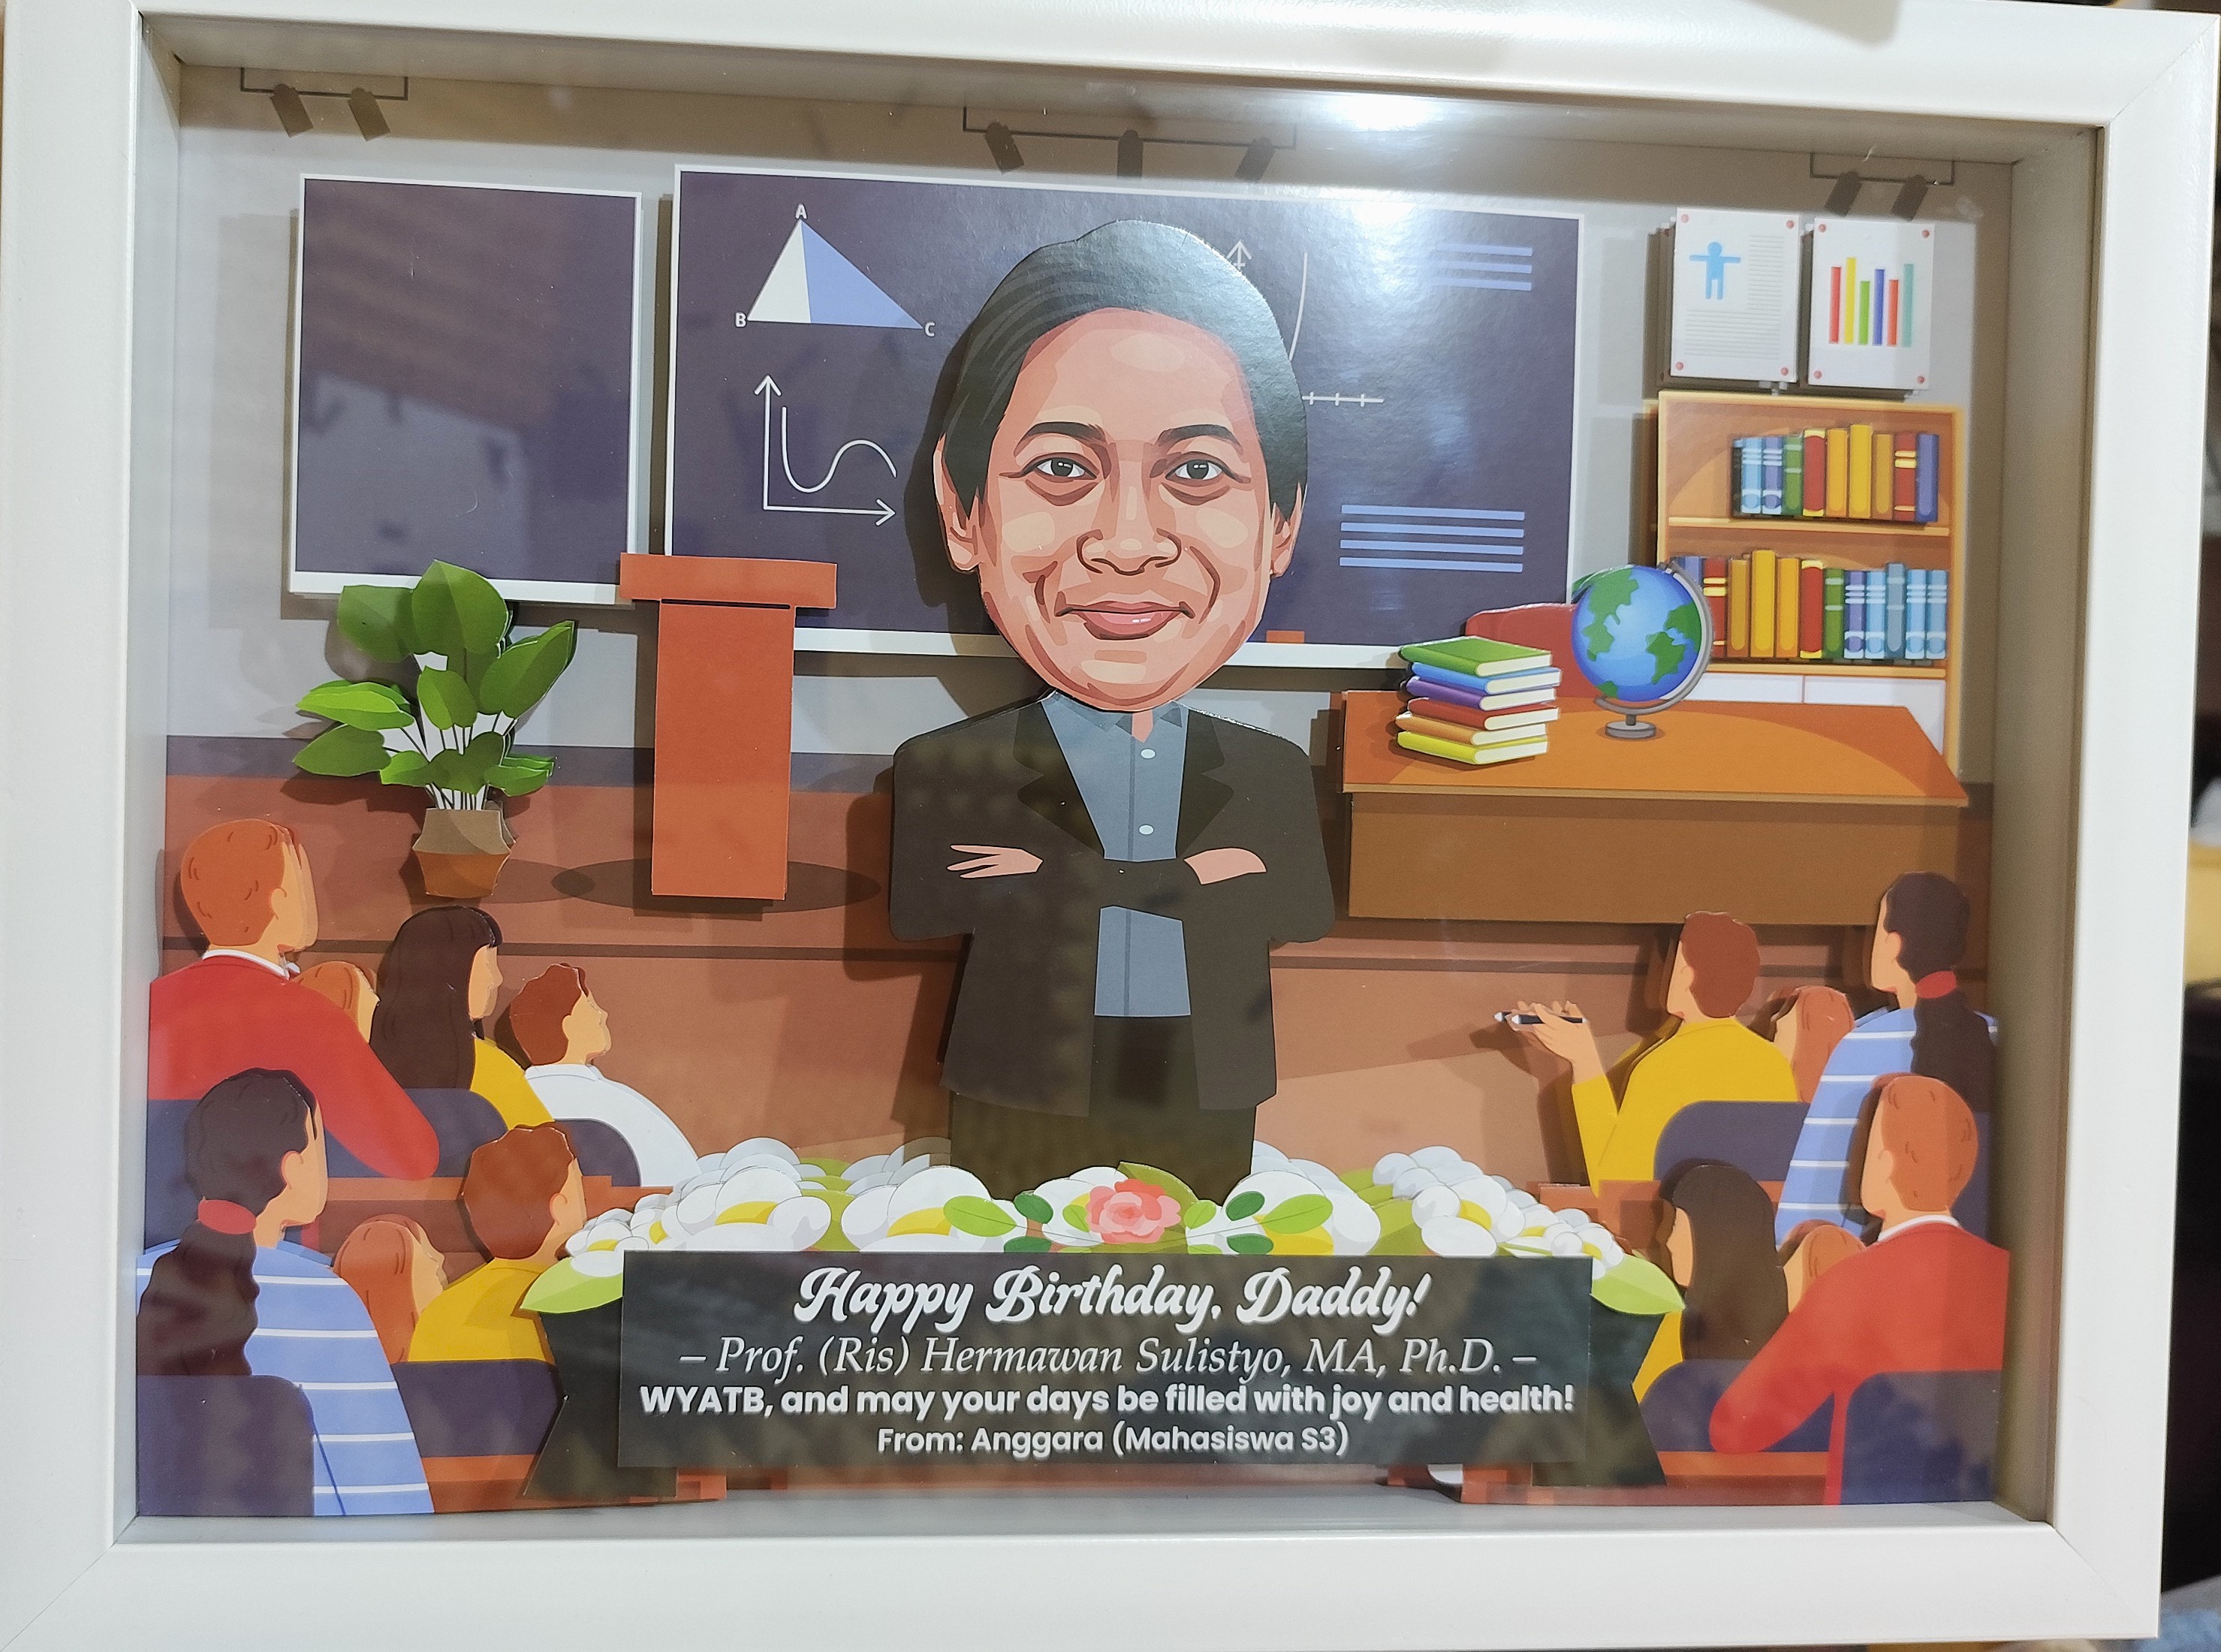 A
B
C
Happy Birthday, Daddy!
– Prof. (Ris) Hermawan Sulistyo, MA, Ph.D. –
WYATB, and may your days be filled with joy and health!
From: Anggara (Mahasiswa S3)